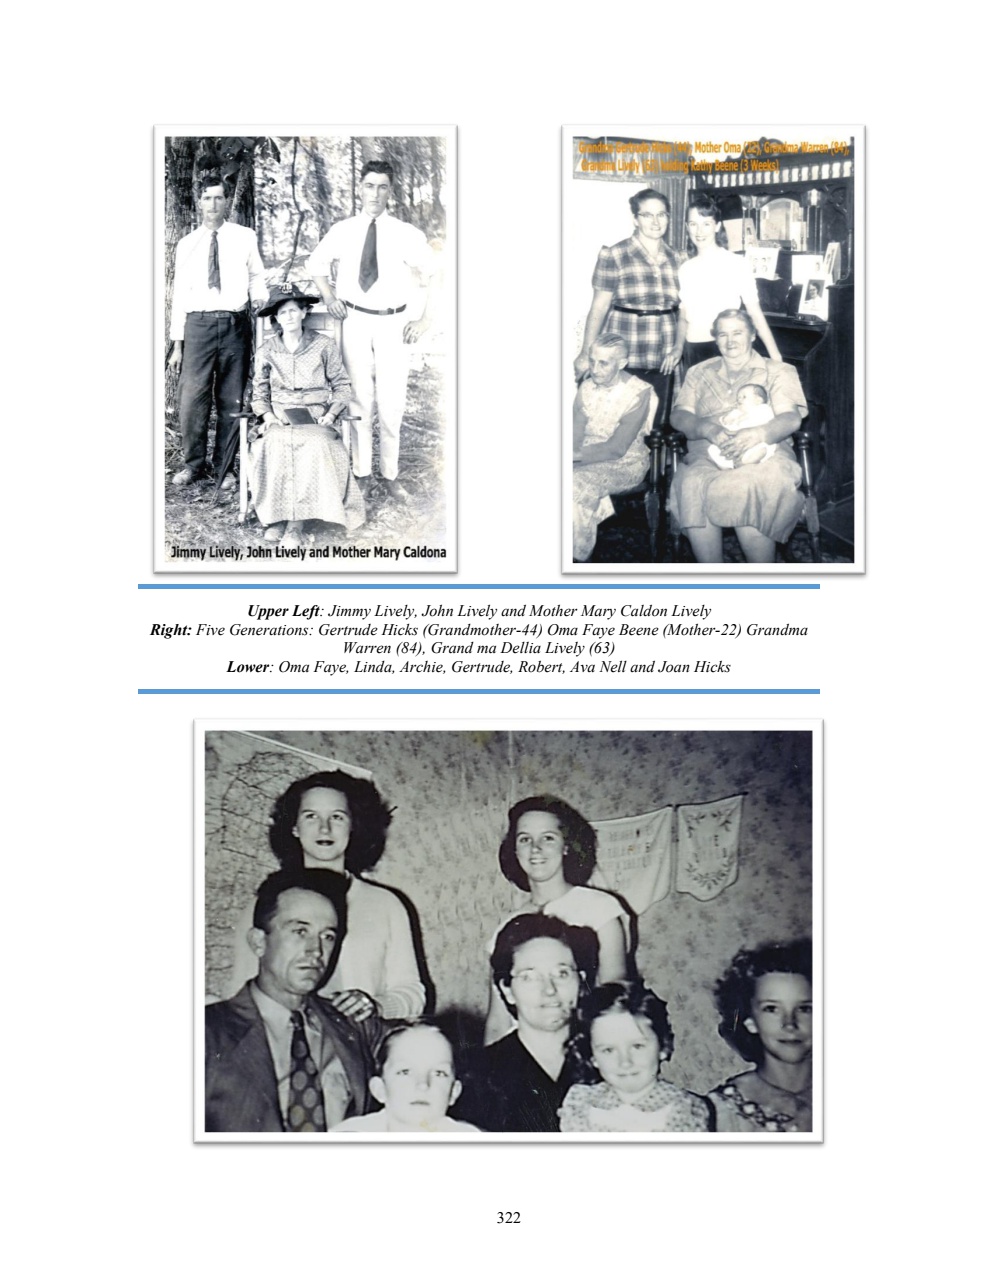 Grandma Gertrude Hicks (44), Mother Oma (22), Grandma Warren (84),
Grandma Lively (63) holding Kathy Beene (3 Weeks)
Jimmy Lively, John Lively and Mother Mary Caldona
Upper Left: Jimmy Lively, John Lively and Mother Mary Caldon Lively
Right: Five Generations: Gertrude Hicks (Grandmother-44) Oma Faye Beene (Mother-22) Grandma
Warren (84), Grand ma Dellia Lively (63)
Lower: Oma Faye, Linda, Archie, Gertrude, Robert, Ava Nell and Joan Hicks
322